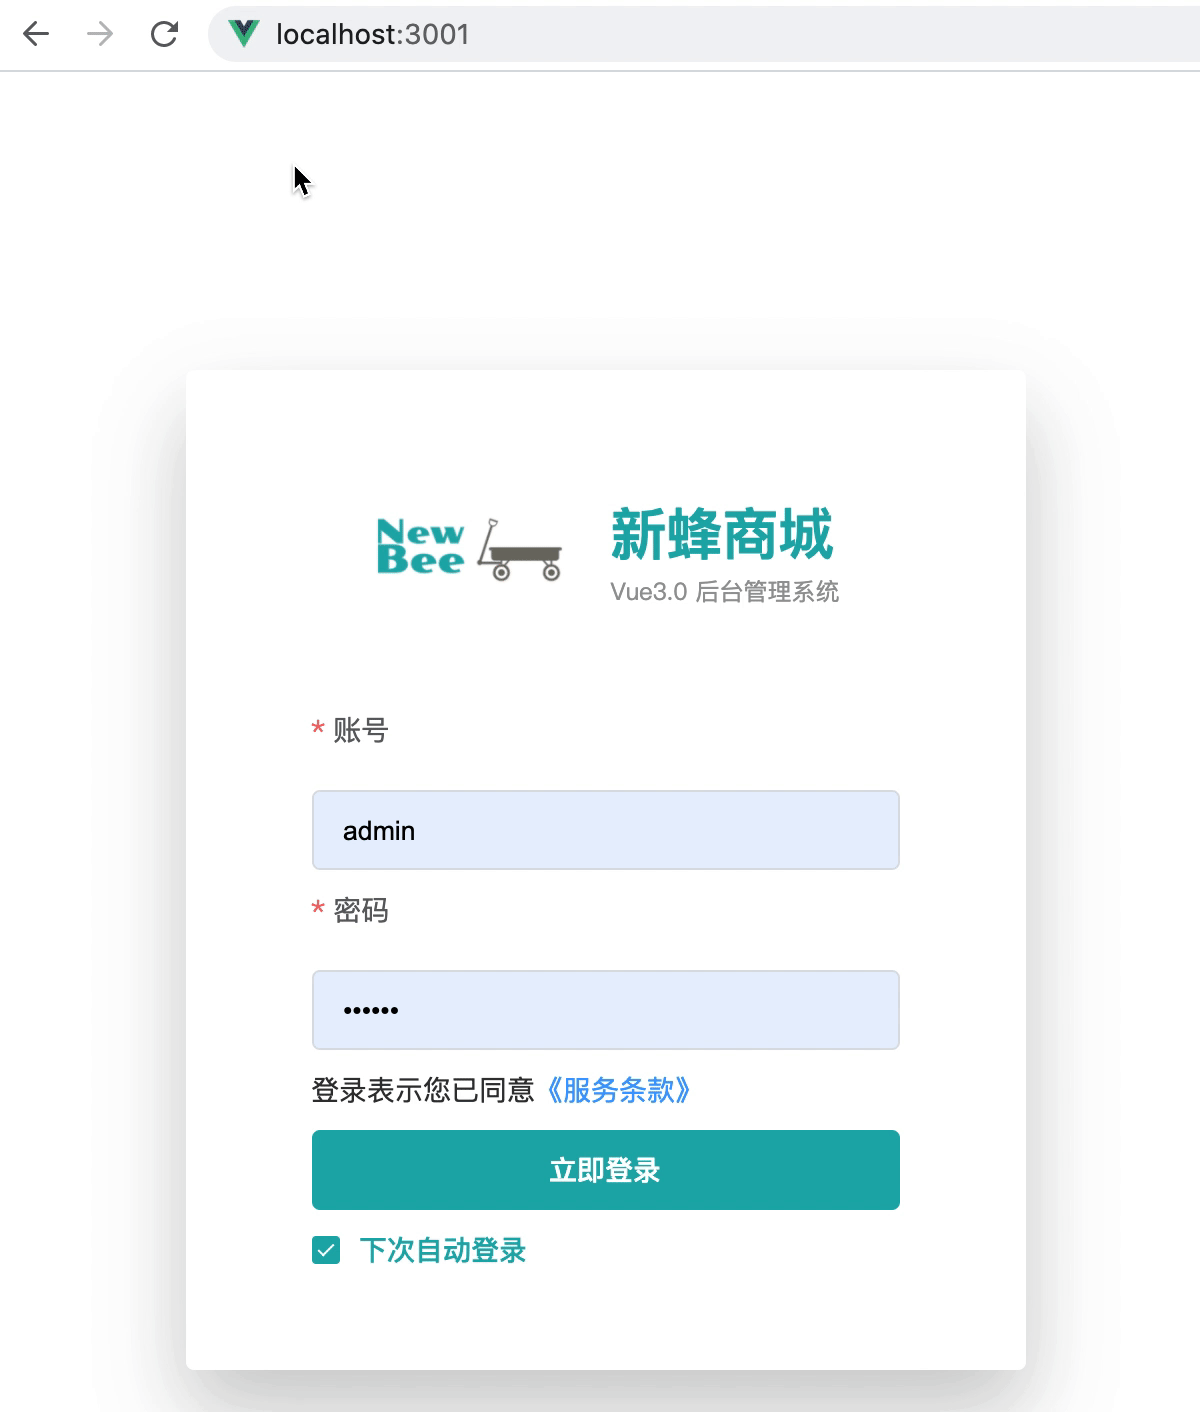 localhost:3001
New
Bee
新蜂商城
Vue3.0 后台管理系统
* 账号
admin
* 密码
••••••
登录表示您已同意《服务条款》
立即登录
下次自动登录